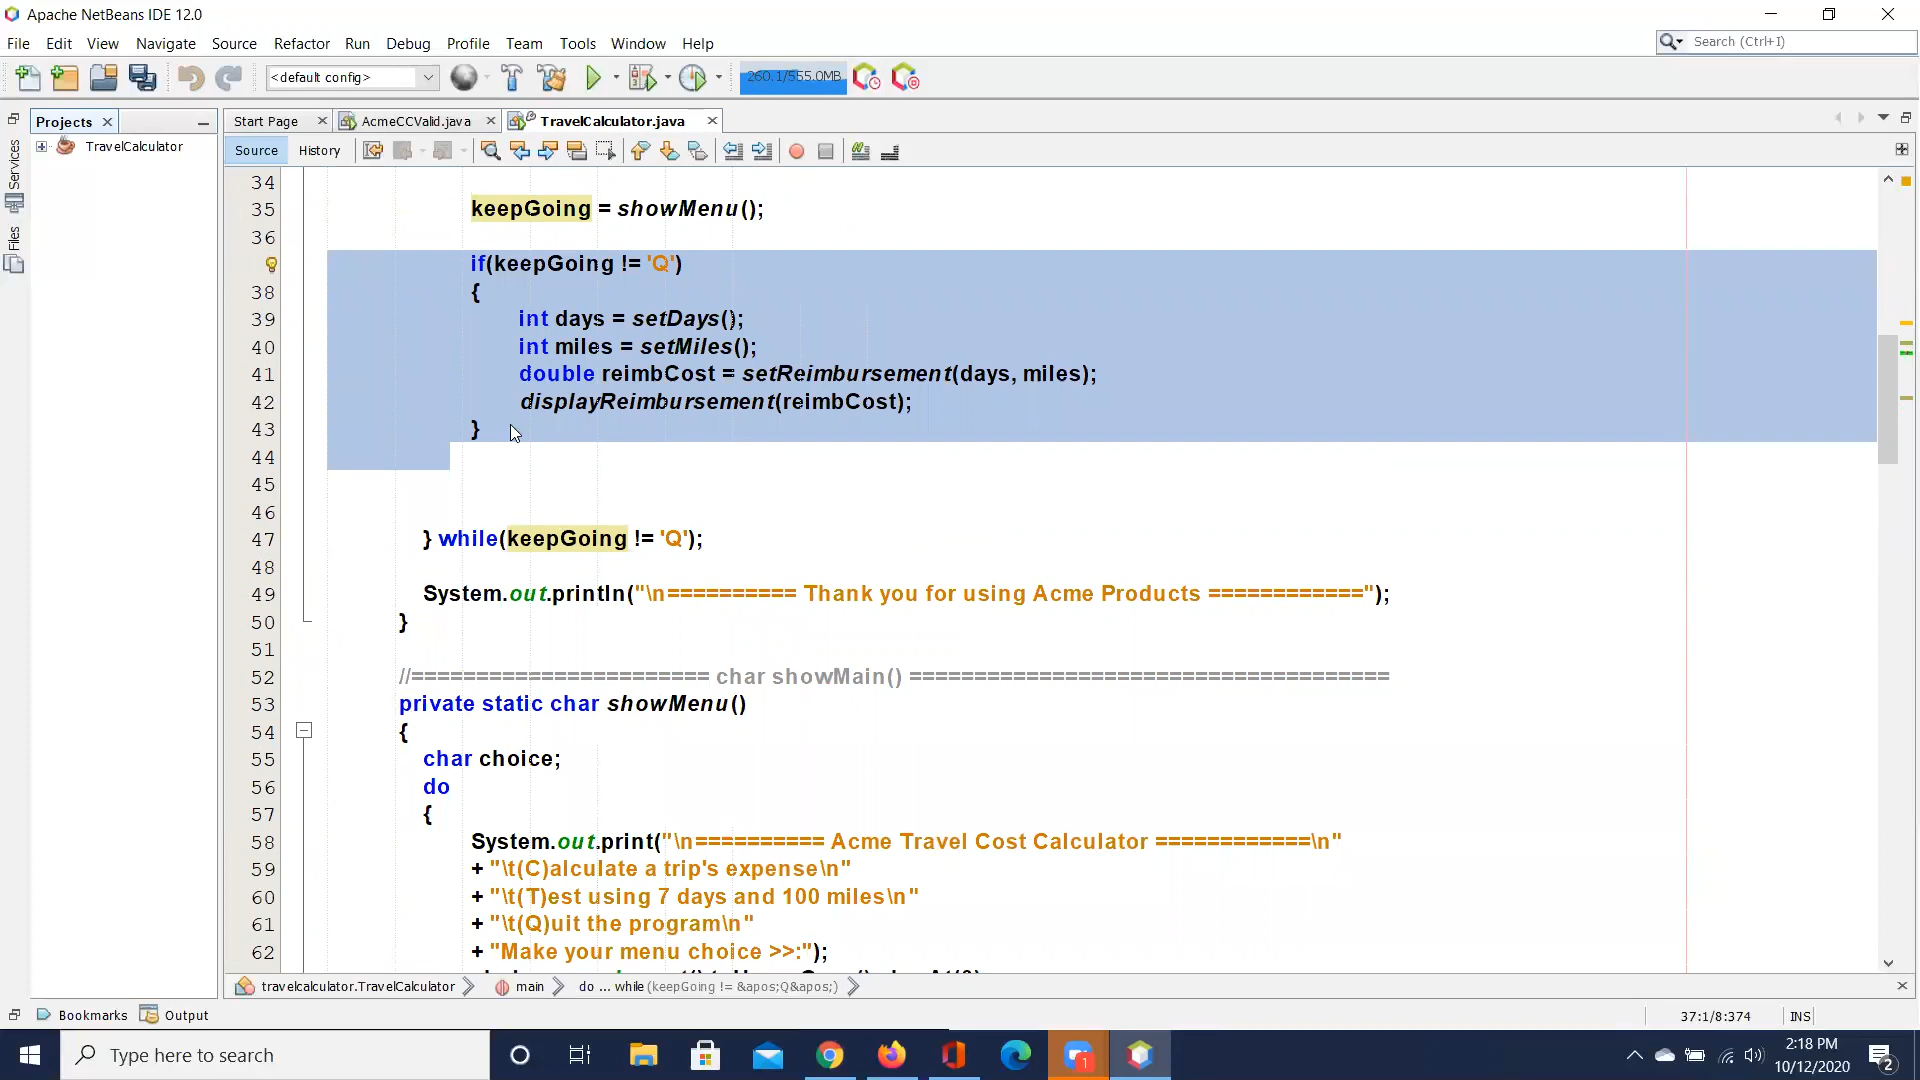 Apache NetBeans IDE 12.0
File Edit View Navigate Source Refactor Run Debug Profile Team Tools Window Help
Search (Ctrl+I)
<default config>
260.1/555.0MB
Projects
Start Page
AcmeCCValid.java
TravelCalculator.java
TravelCalculator
Services
Files
Source
History
34
35 keepGoing = showMenu();
36
if(keepGoing != 'Q')
38 {
39 int days = setDays();
40 int miles = setMiles();
41 double reimbCost = setReimbursement(days, miles);
42 displayReimbursement(reimbCost);
43 }
44
45
46
47 } while(keepGoing != 'Q');
48
49 System.out.println("\n========== Thank you for using Acme Products ============");
50 }
51
52 //======================= char showMain() =====================================
53 private static char showMenu()
54 {
55 char choice;
56 do
57 {
58 System.out.print("\n========== Acme Travel Cost Calculator ============\n"
59 + "\t(C)alculate a trip's expense\n"
60 + "\t(T)est using 7 days and 100 miles\n"
61 + "\t(Q)uit the program\n"
62 + "Make your menu choice >>:");
travelcalculator.TravelCalculator
main
do ... while (keepGoing != &apos;Q&apos;)
Bookmarks
Output
37:1/8:374
INS
Type here to search
1
2:18 PM
10/12/2020
2